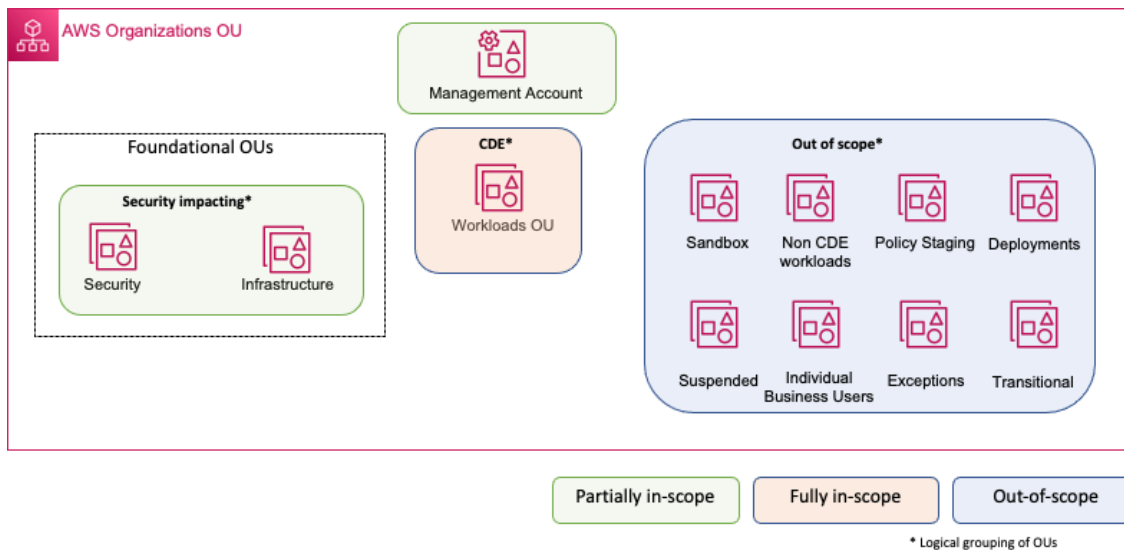 AWS Organizations OU
Management Account
Foundational OUs
Security impacting*
Security
Infrastructure
CDE*
Workloads OU
Out of scope*
Sandbox
Non CDE
workloads
Policy Staging
Deployments
Suspended
Individual
Business Users
Exceptions
Transitional
Partially in-scope
Fully in-scope
Out-of-scope
* Logical grouping of OUs